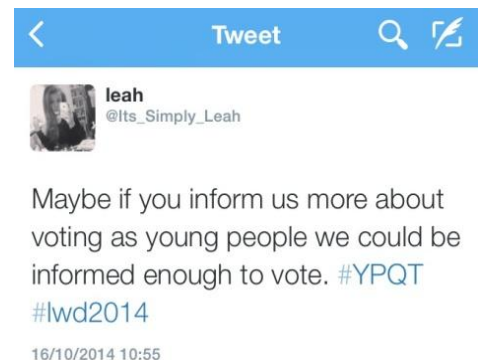 Tweet
leah
@Its_Simply_Leah
Maybe if you inform us more about
voting as young people we could be
informed enough to vote. #YPQT
#lwd2014
16/10/2014 10:55